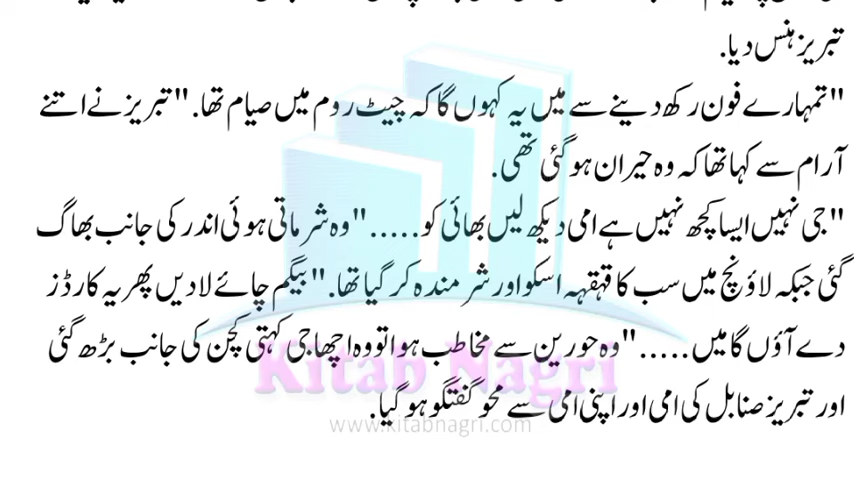 تبریز ہنس دیا.
"تمہارے فون رکھ دینے سے میں یہ کہوں گا کہ چیٹ روم میں صیام تھا." تبریز نے اتنے
آرام سے کہا تھا کہ وہ حیران ہو گئی تھی.
"جی نہیں ایسا کچھ نہیں ہے امی دیکھ لیں بھائی کو....." وہ شرماتی ہوئی اندر کی جانب بھاگ
گئی جبکہ لاؤنج میں سب کا قہقہہ اسکو اور شرمندہ کر گیا تھا. "بیگم چائے لا دیں پھر یہ کارڈز
دے آؤں گا میں....." وہ حورین سے مخاطب ہوا تو وہ اچھا جی کہتی کچن کی جانب بڑھ گئی
Kitab Nagri
اور تبریز صنابل کی امی اور اپنی امی سے محو گفتگو ہو گیا.
www.kitabnagri.com